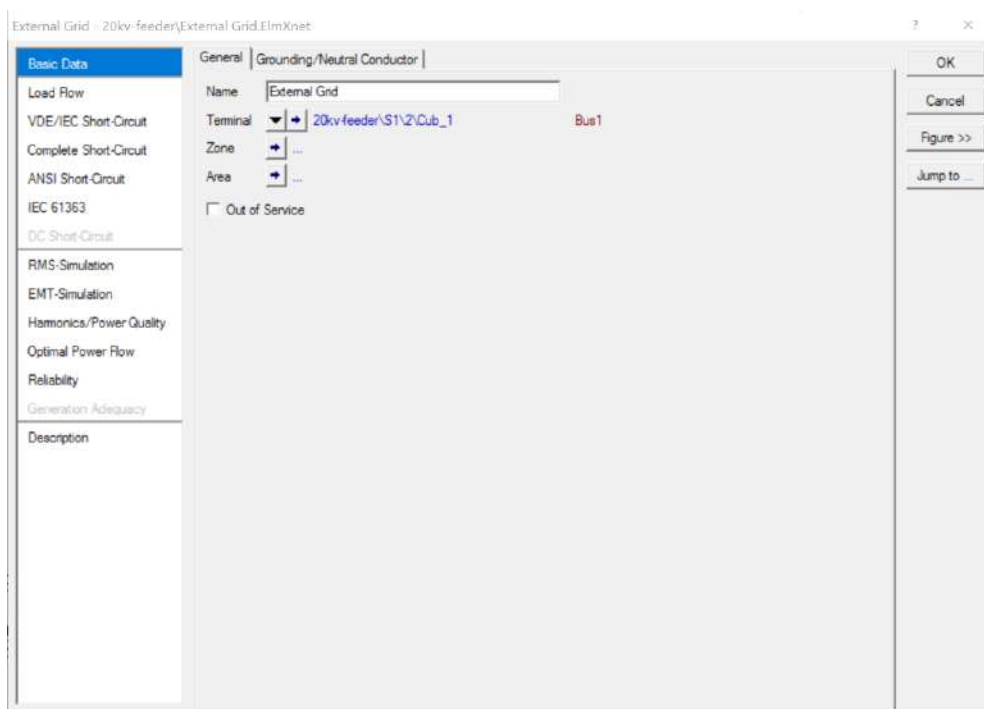 External Grid - 20kv-feeder\External Grid.ElmXnet
? ×
Basic Data
Load Flow
VDE/IEC Short-Circuit
Complete Short-Circuit
ANSI Short-Circuit
IEC 61363
DC Short-Circuit
RMS-Simulation
EMT-Simulation
Harmonics/Power Quality
Optimal Power Flow
Reliability
Generation Adequacy
Description
General
Grounding/Neutral Conductor
Name External Grid
Terminal 20kv-feeder\S1\2\Cub_1 Bus1
Zone ...
Area ...
Out of Service
OK
Cancel
Figure >>
Jump to ...